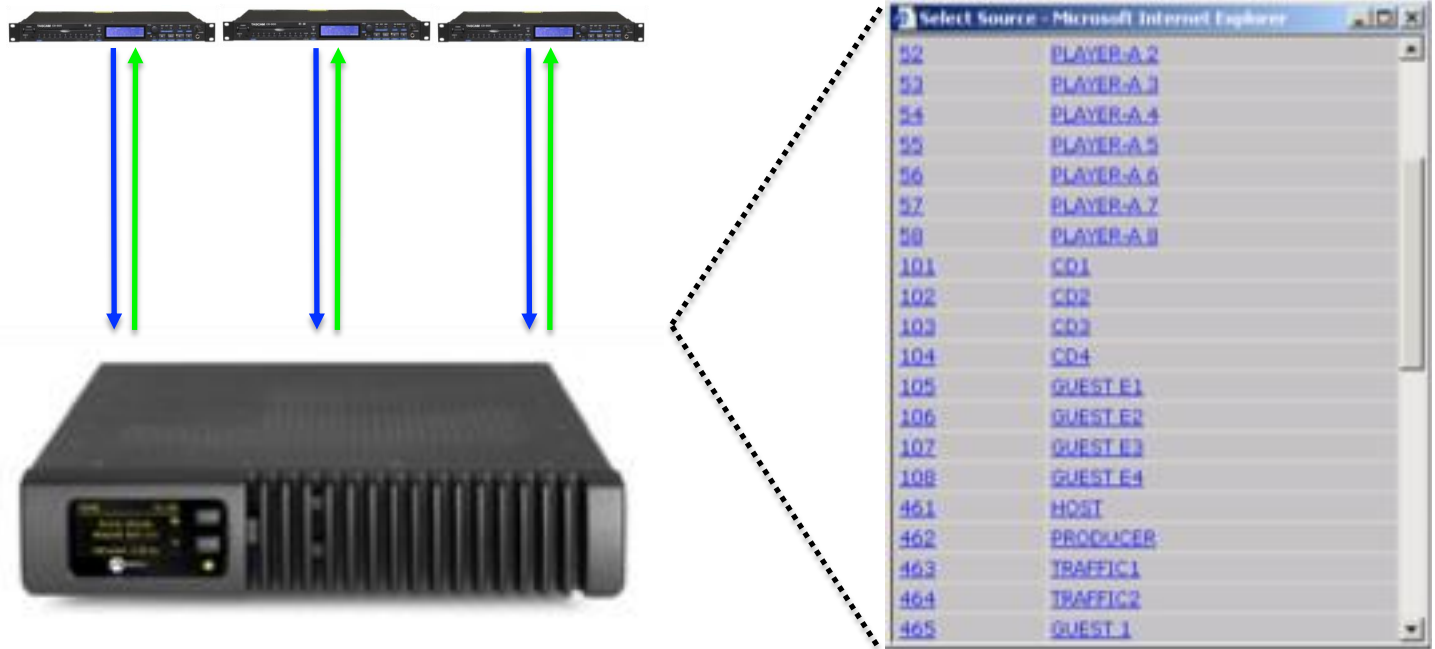 Select Source - Microsoft Internet Explorer
52 PLAYER-A 2
53 PLAYER-A 3
54 PLAYER-A 4
55 PLAYER-A 5
56 PLAYER-A 6
57 PLAYER-A 7
58 PLAYER-A 8
101 CD1
102 CD2
103 CD3
104 CD4
105 GUEST E1
106 GUEST E2
107 GUEST E3
108 GUEST E4
461 HOST
462 PRODUCER
463 TRAFFIC1
464 TRAFFIC2
465 GUEST 1